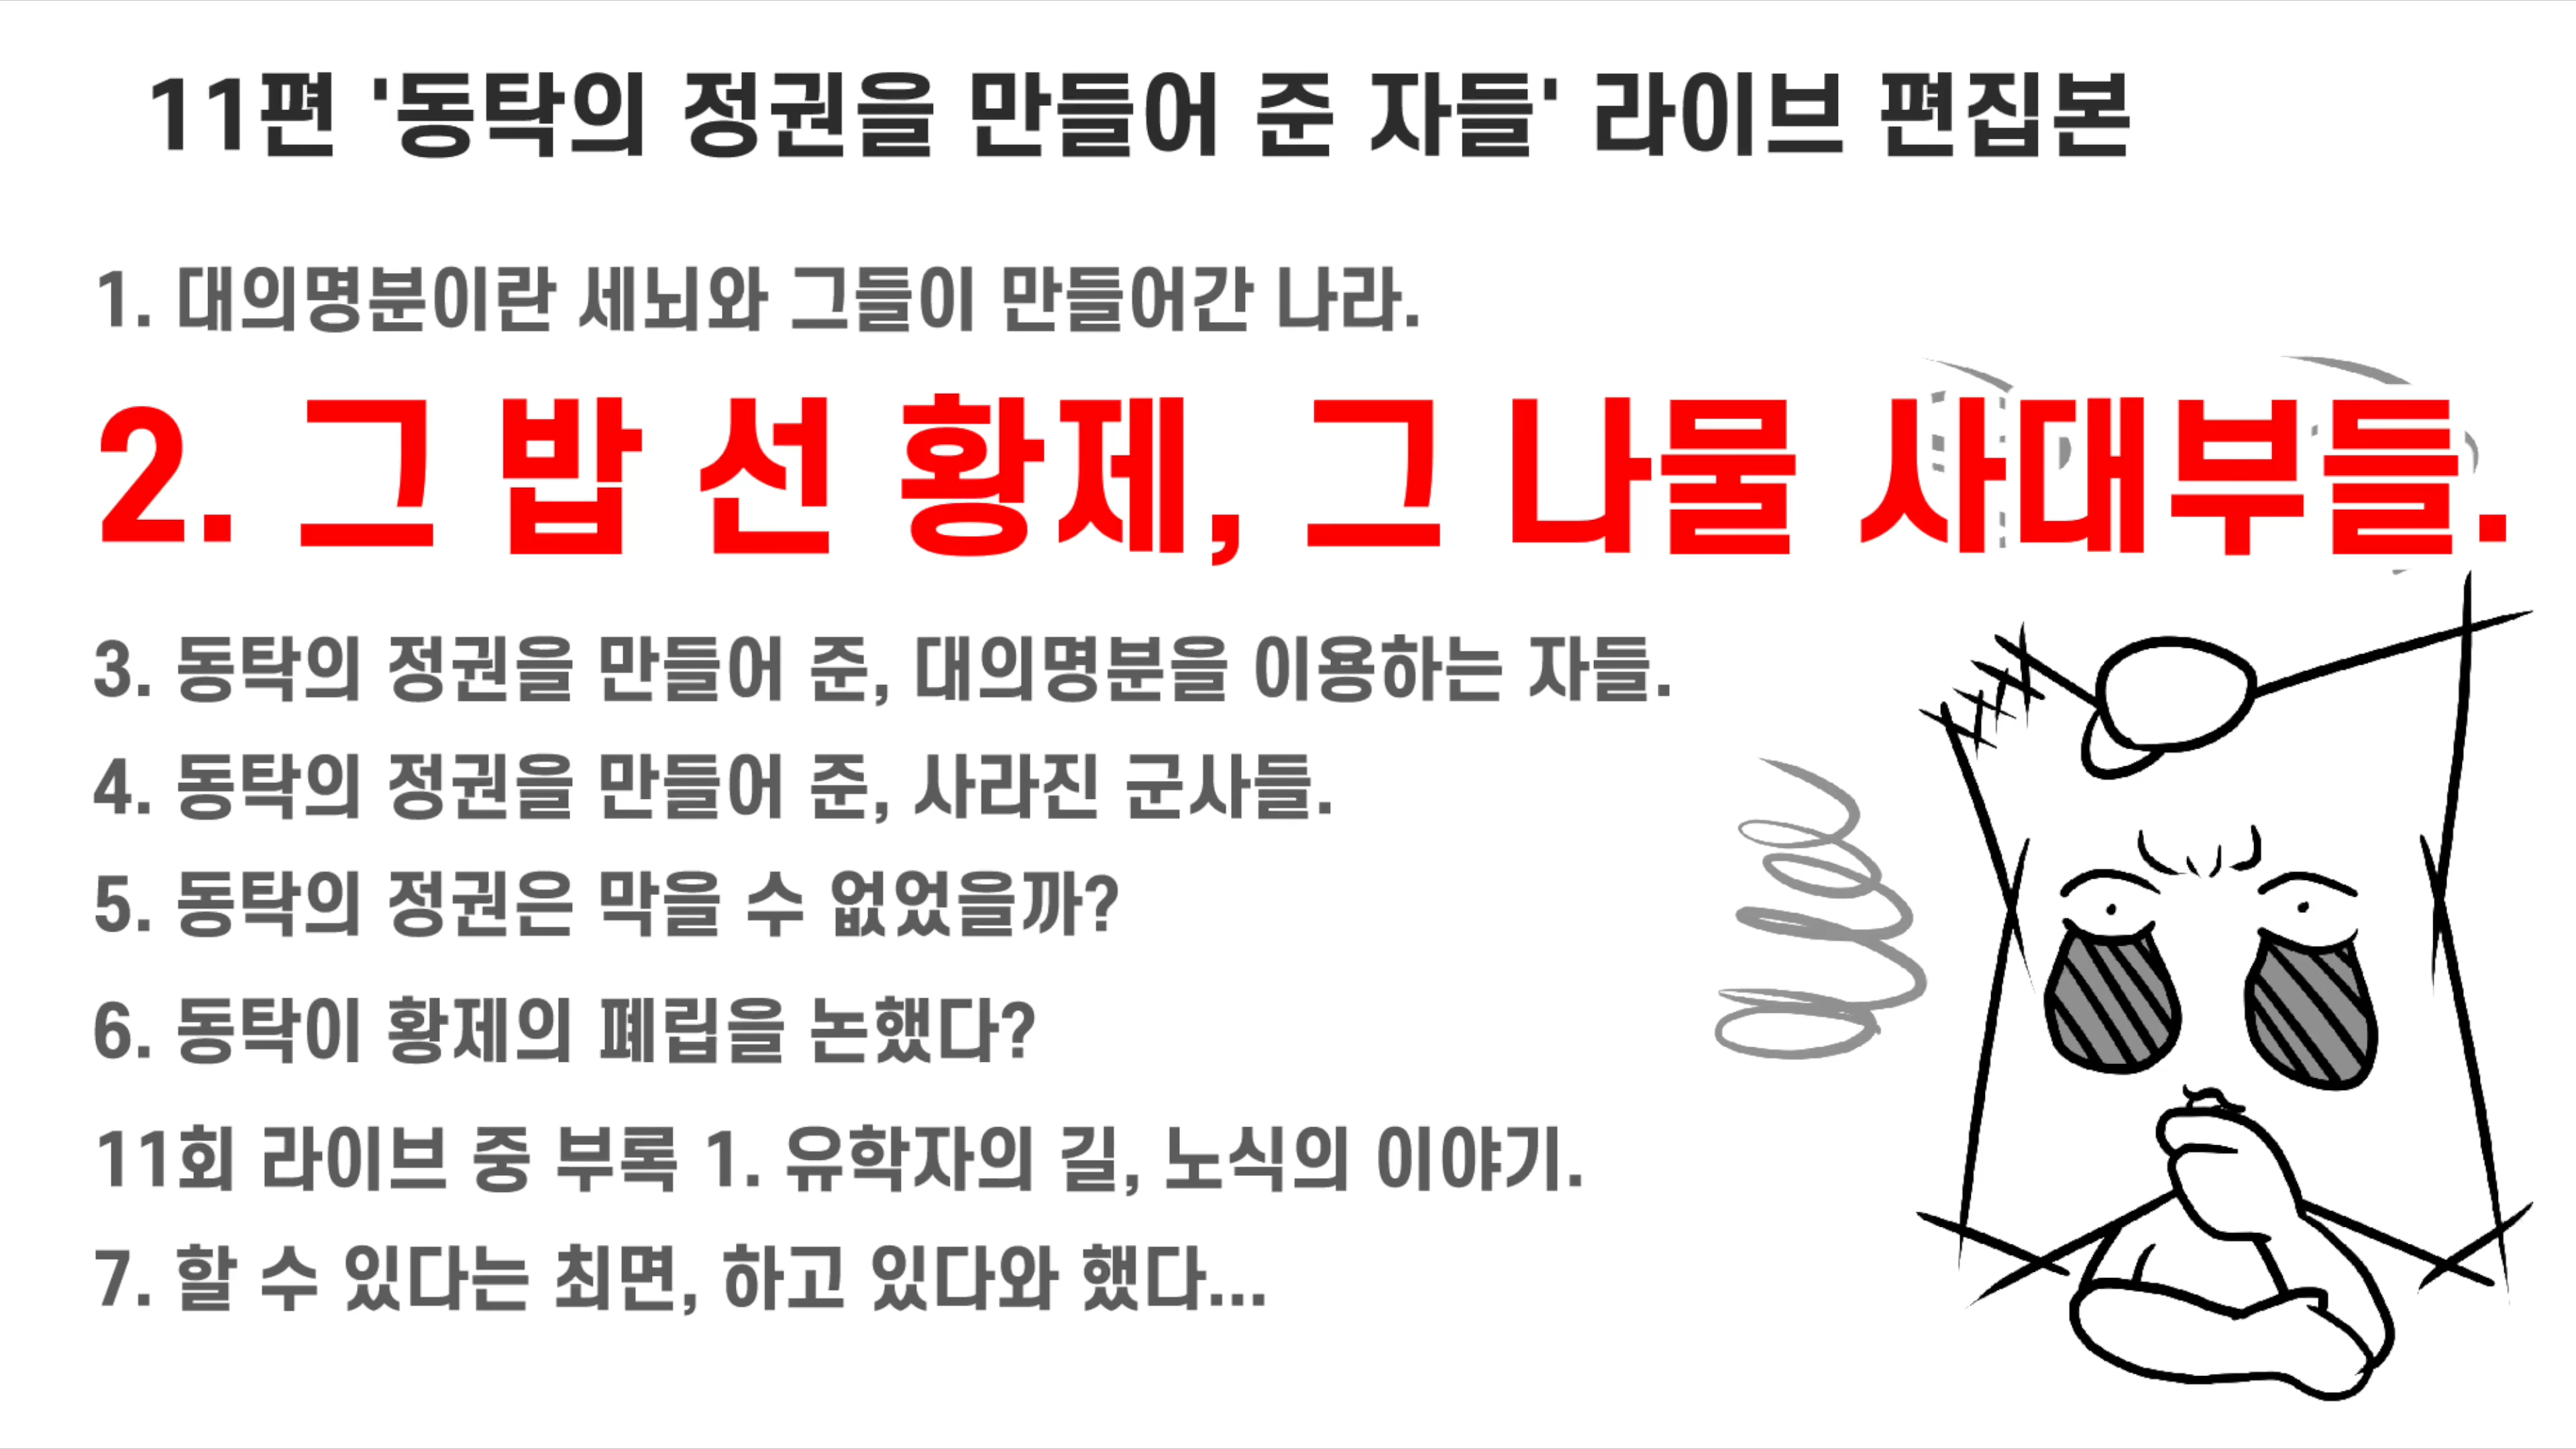 11편 '동탁의 정권을 만들어 준 자들' 라이브 편집본
1. 대의명분이란 세뇌와 그들이 만들어간 나라.
2. 그 밥 선 황제, 그 나물 사대부들.
3. 동탁의 정권을 만들어 준, 대의명분을 이용하는 자들.
4. 동탁의 정권을 만들어 준, 사라진 군사들.
5. 동탁의 정권은 막을 수 없었을까?
6. 동탁이 황제의 폐립을 논했다?
11회 라이브 중 부록 1. 유학자의 길, 노식의 이야기.
7. 할 수 있다는 최면, 하고 있다와 했다...